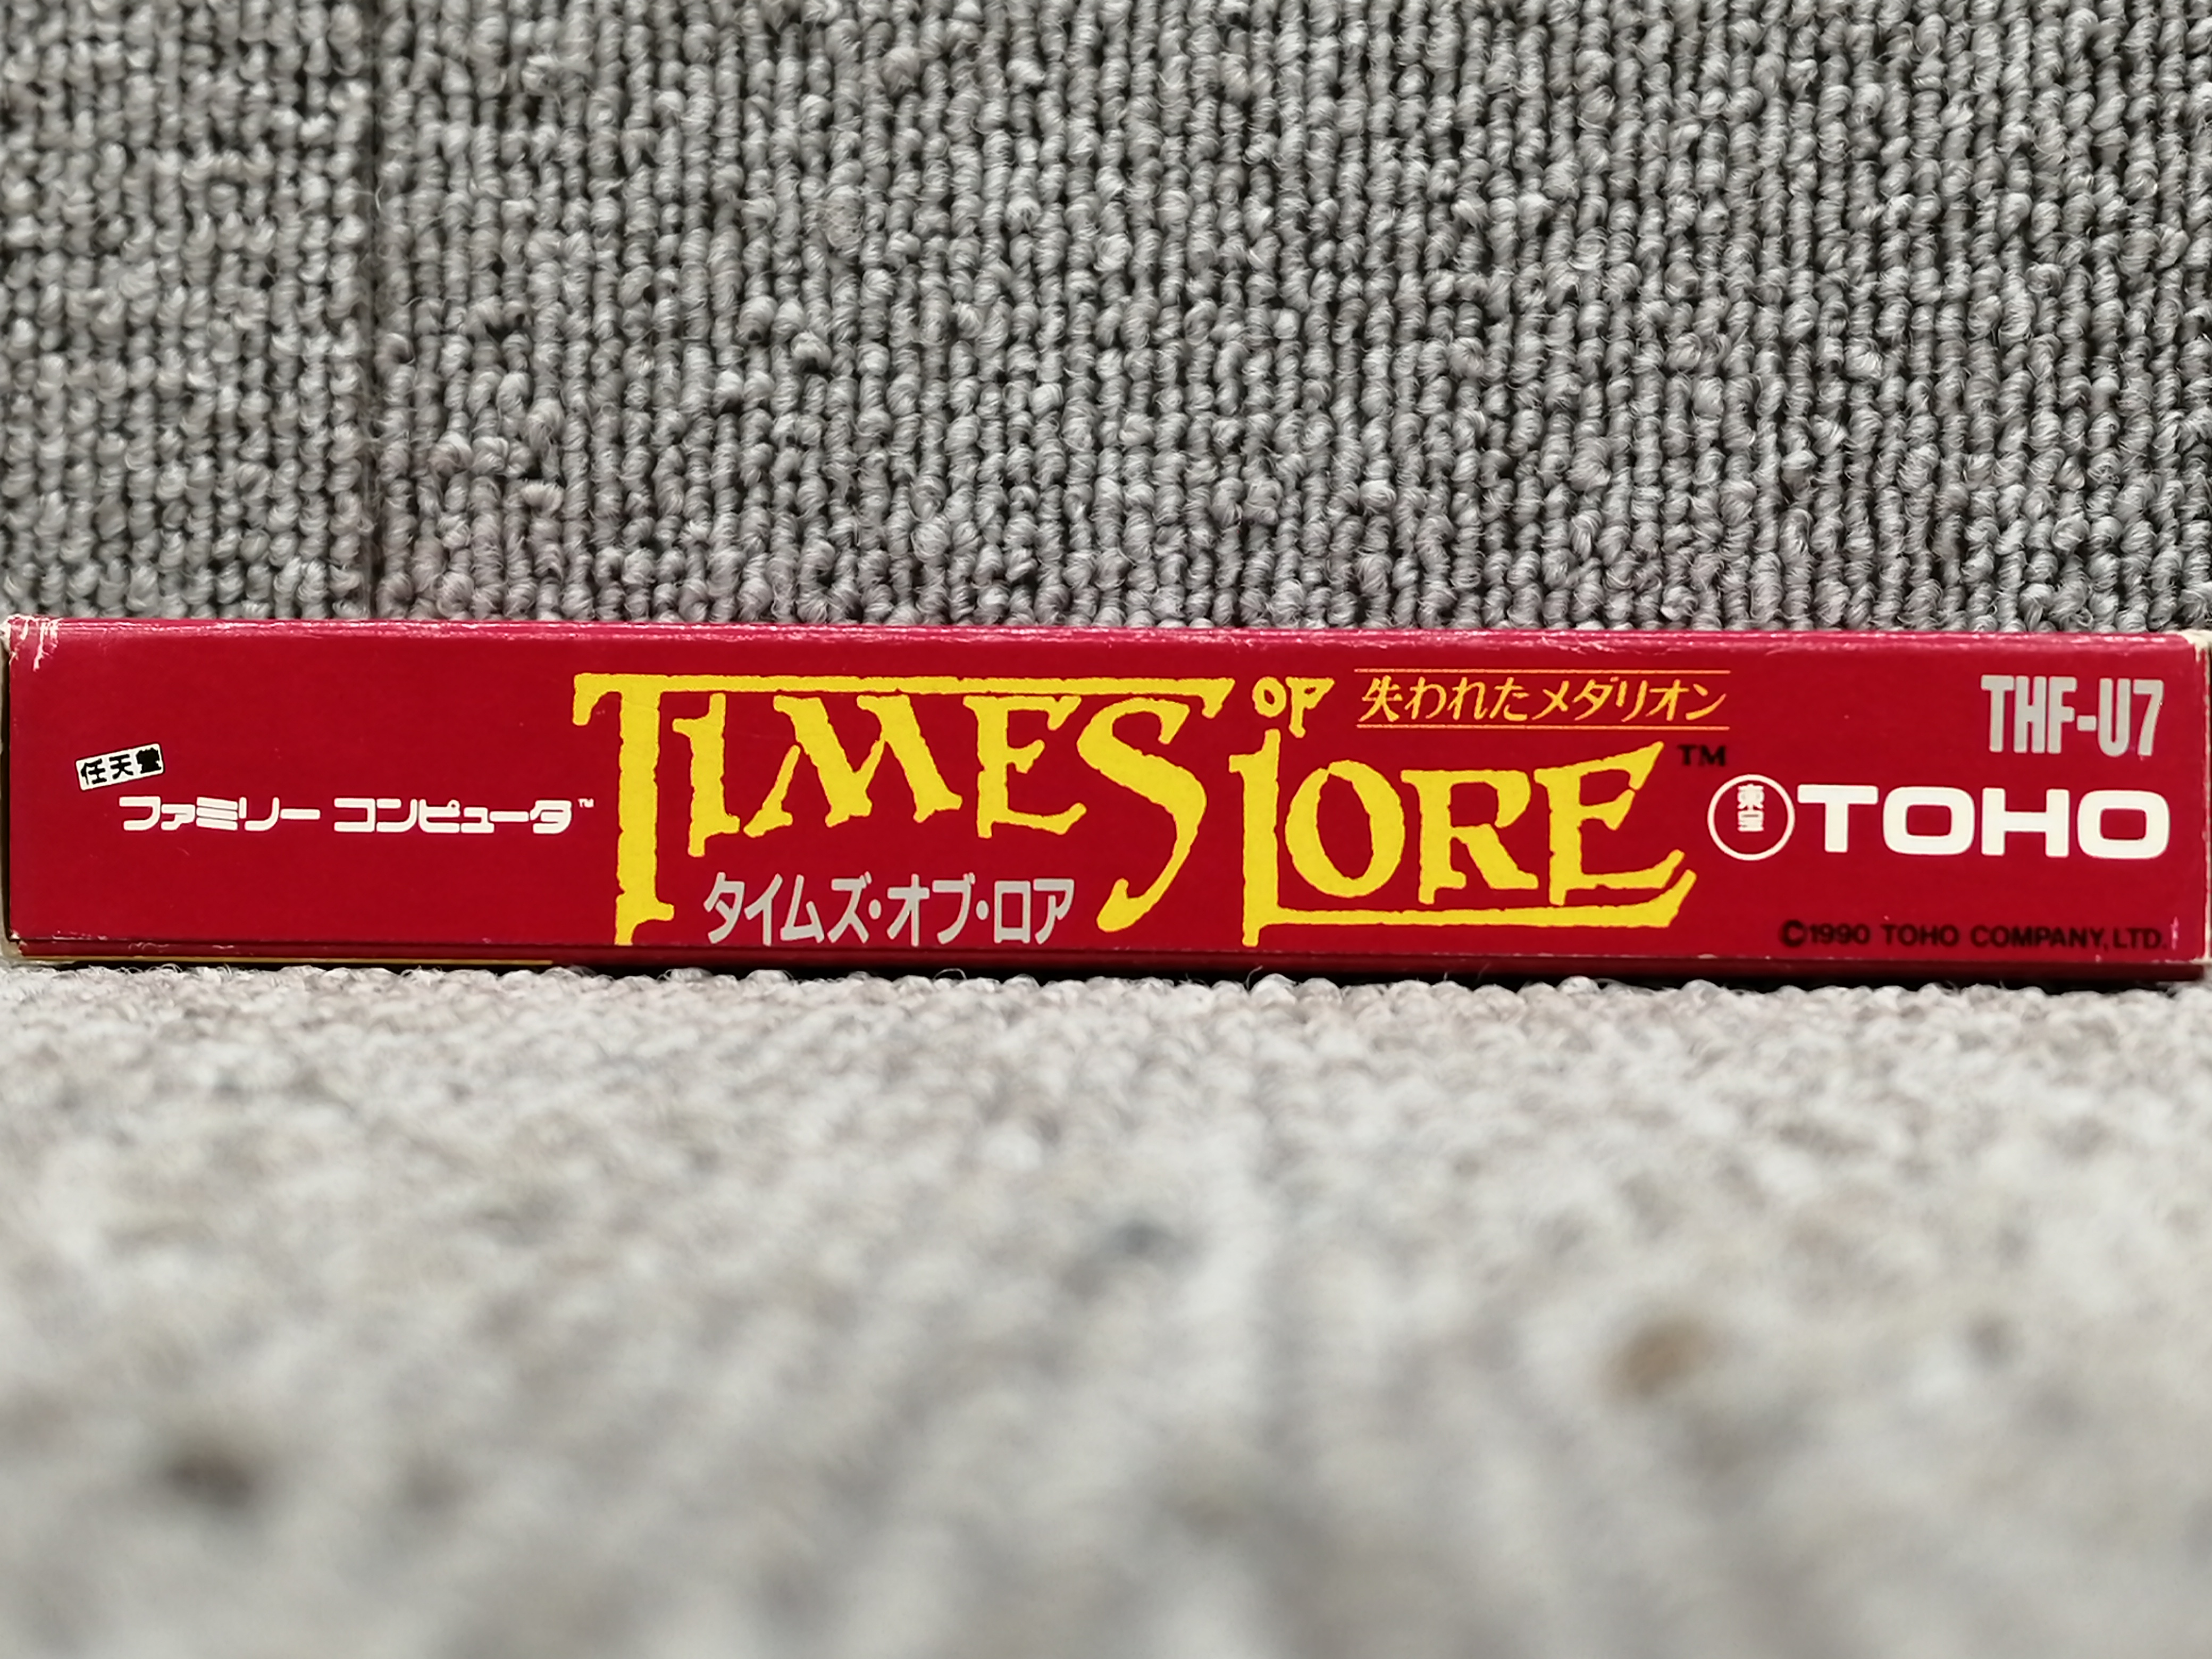 任天堂
ファミリー コンピュータ™
TIMES OF LORE™
失われたメダリオン
タイムズ・オブ・ロア
THF-U7
東宝
TOHO
©1990 TOHO COMPANY, LTD.